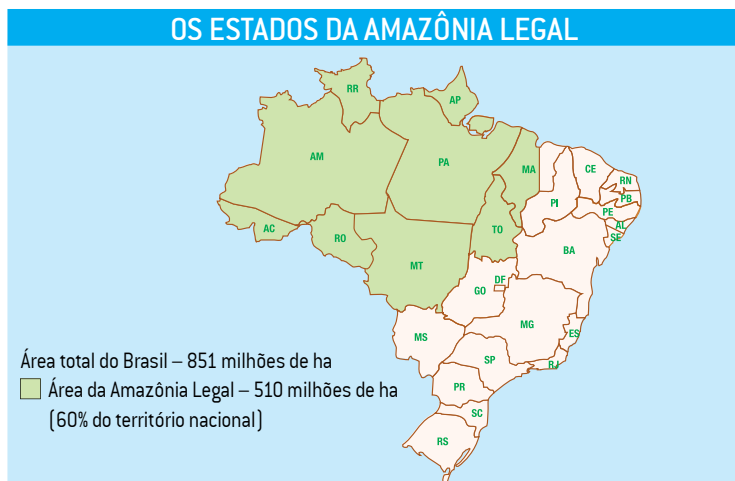 OS ESTADOS DA AMAZÔNIA LEGAL
RR
AP
AM
PA
MA
CE
RN
PB
PI
PE
AL
SE
AC
RO
TO
BA
MT
DF
GO
MG
ES
MS
SP
RJ
PR
SC
RS
Área total do Brasil – 851 milhões de ha
Área da Amazônia Legal – 510 milhões de ha
(60% do território nacional)